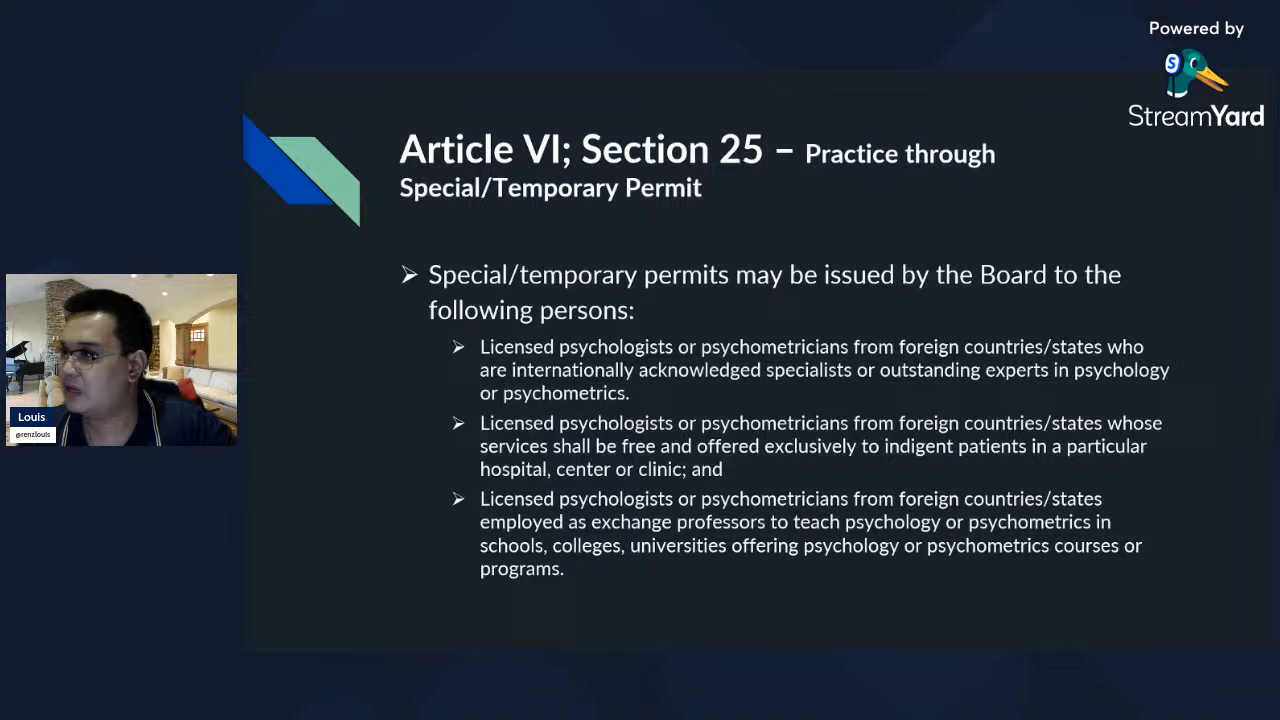 Powered by
StreamYard
Article VI; Section 25 – Practice through
Special/Temporary Permit
➢ Special/temporary permits may be issued by the Board to the
following persons:
➢ Licensed psychologists or psychometricians from foreign countries/states who
are internationally acknowledged specialists or outstanding experts in psychology
or psychometrics.
➢ Licensed psychologists or psychometricians from foreign countries/states whose
services shall be free and offered exclusively to indigent patients in a particular
hospital, center or clinic; and
➢ Licensed psychologists or psychometricians from foreign countries/states
employed as exchange professors to teach psychology or psychometrics in
schools, colleges, universities offering psychology or psychometrics courses or
programs.
Louis
@renzlouis